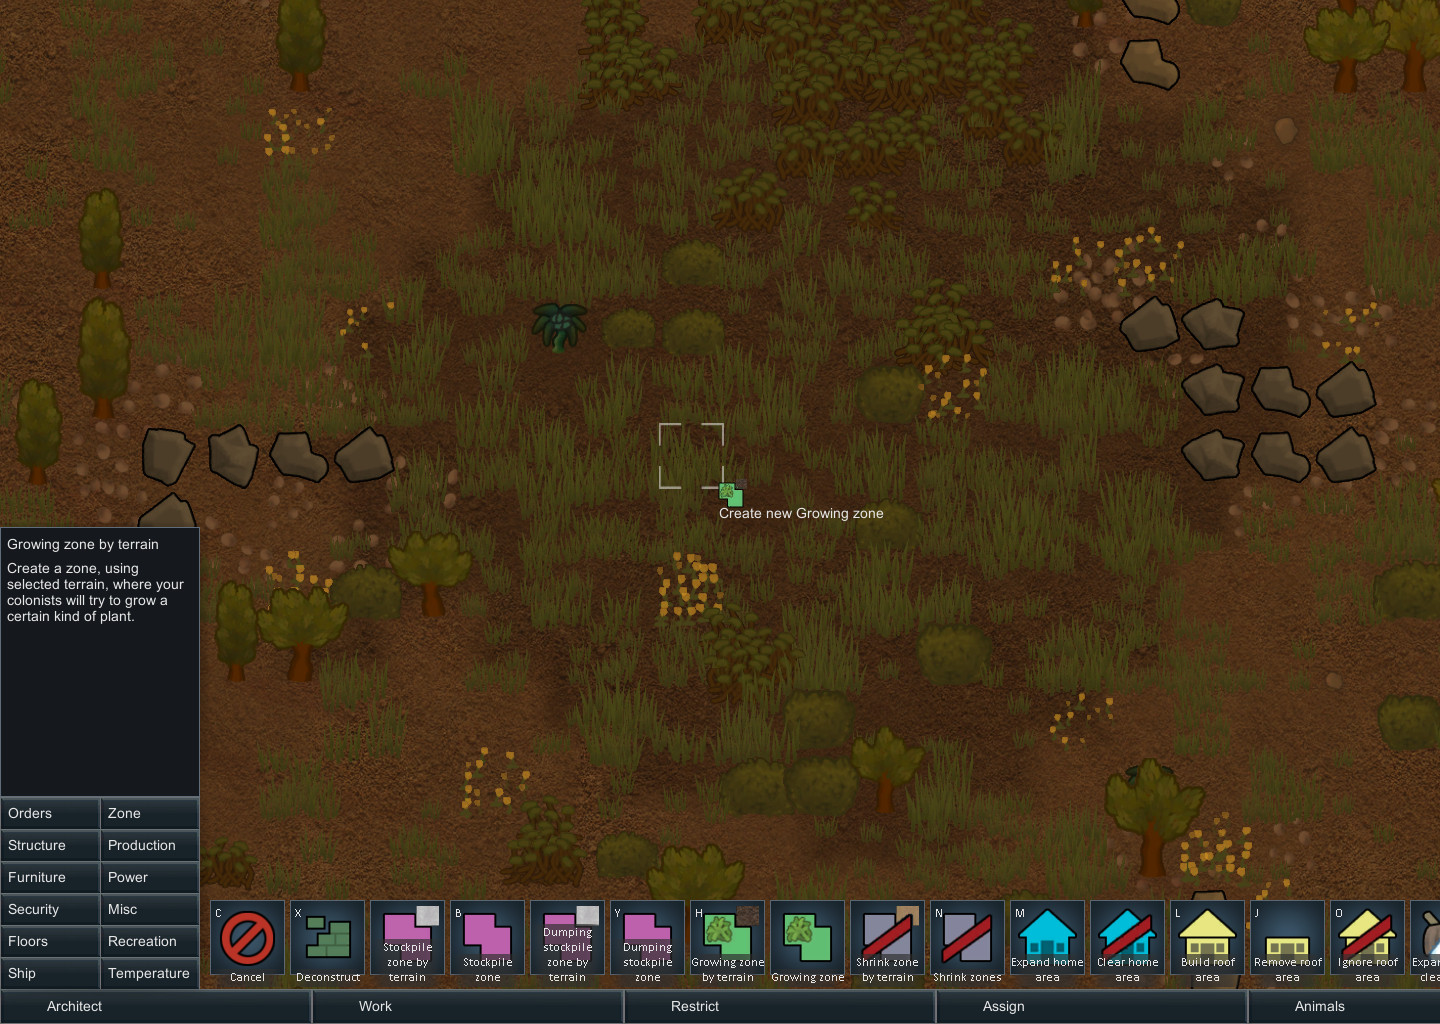 Create new Growing zone
Growing zone by terrain
Create a zone, using
selected terrain, where your
colonists will try to grow a
certain kind of plant.
Orders
Zone
Structure
Production
Furniture
Power
Security
Misc
Floors
Recreation
Ship
Temperature
C
Cancel
X
Deconstruct
Stockpile
zone by
terrain
B
Stockpile
zone
Dumping
stockpile
zone by
terrain
Y
Dumping
stockpile
zone
H
Growing zone
by terrain
Growing zone
Shrink zone
by terrain
N
Shrink zones
M
Expand home
area
Clear home
area
L
Build roof
area
J
Remove roof
area
O
Ignore roof
area
Architect
Work
Restrict
Assign
Animals